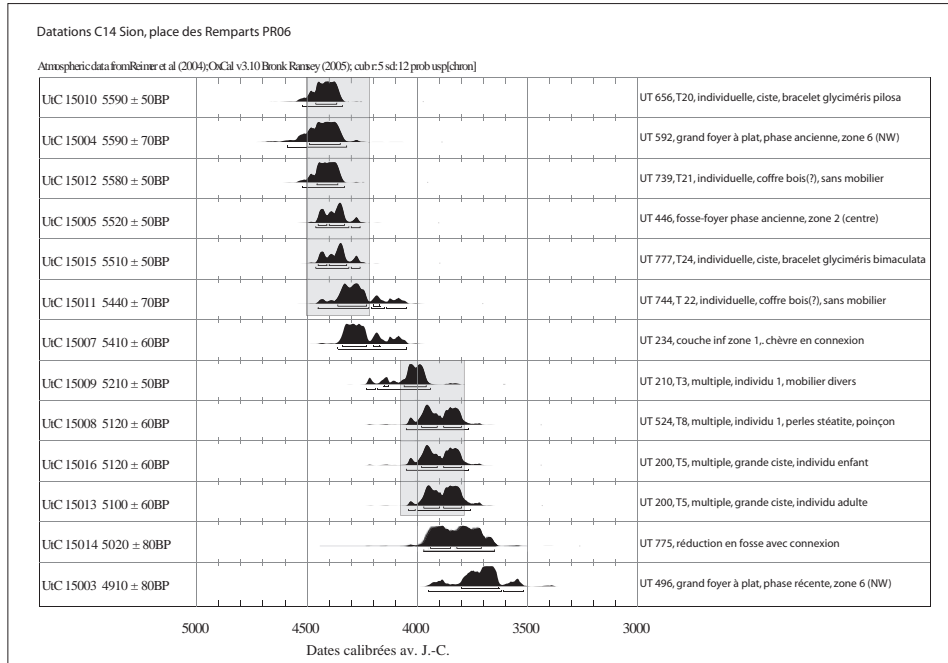 Datations C14 Sion, place des Remparts PR06
Atmospheric data from Reimer et al (2004);OxCal v3.10 Bronk Ramsey (2005); cub r:5 sd:12 prob usp[chron]
UtC 15010 5590 ± 50BP UT 656, T20, individuelle, ciste, bracelet glyciméris pilosa
UtC 15004 5590 ± 70BP UT 592, grand foyer à plat, phase ancienne, zone 6 (NW)
UtC 15012 5580 ± 50BP UT 739, T21, individuelle, coffre bois(?), sans mobilier
UtC 15005 5520 ± 50BP UT 446, fosse-foyer phase ancienne, zone 2 (centre)
UtC 15015 5510 ± 50BP UT 777, T24, individuelle, ciste, bracelet glyciméris bimaculata
UtC 15011 5440 ± 70BP UT 744, T 22, individuelle, coffre bois(?), sans mobilier
UtC 15007 5410 ± 60BP UT 234, couche inf zone 1,. chèvre en connexion
UtC 15009 5210 ± 50BP UT 210, T3, multiple, individu 1, mobilier divers
UtC 15008 5120 ± 60BP UT 524, T8, multiple, individu 1, perles stéatite, poinçon
UtC 15016 5120 ± 60BP UT 200, T5, multiple, grande ciste, individu enfant
UtC 15013 5100 ± 60BP UT 200, T5, multiple, grande ciste, individu adulte
UtC 15014 5020 ± 80BP UT 775, réduction en fosse avec connexion
UtC 15003 4910 ± 80BP UT 496, grand foyer à plat, phase récente, zone 6 (NW)
5000 4500 4000 3500 3000
Dates calibrées av. J.-C.